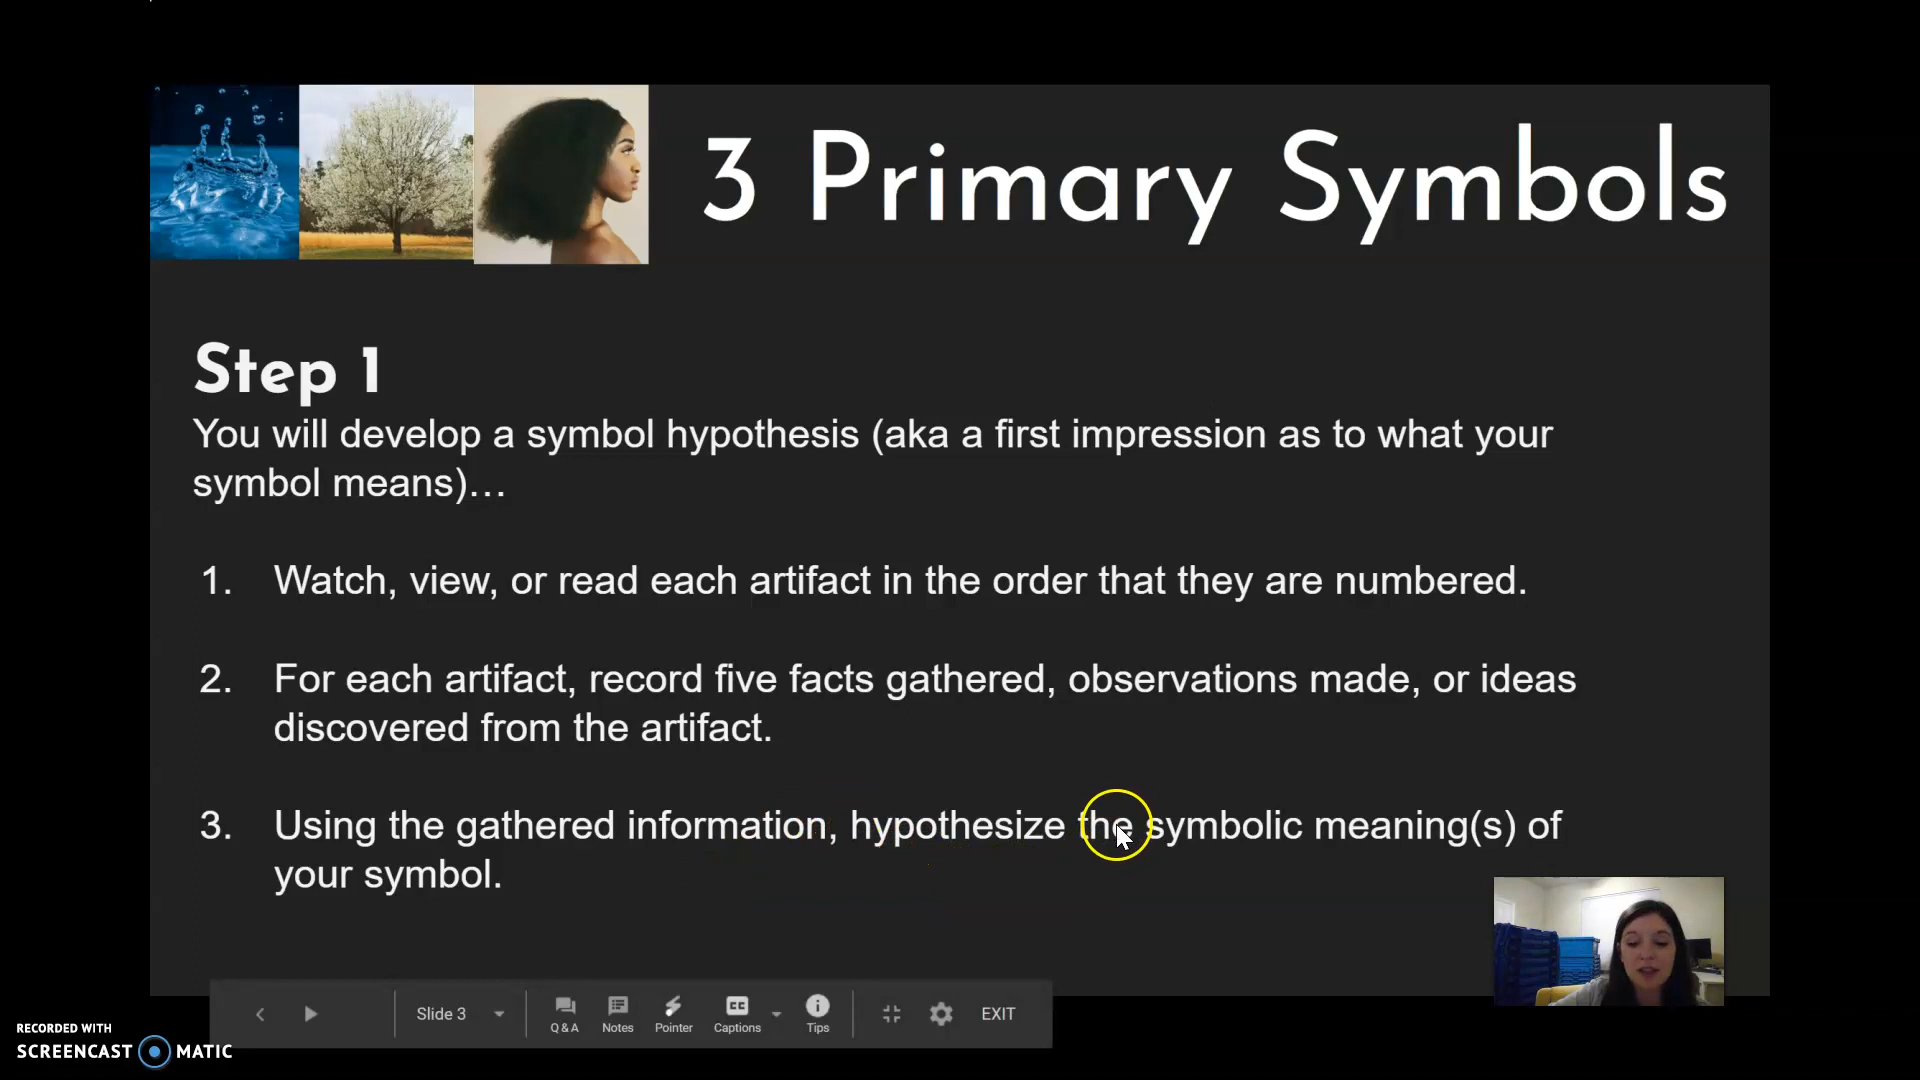 3 Primary Symbols
Step 1
You will develop a symbol hypothesis (aka a first impression as to what your
symbol means)…
1. Watch, view, or read each artifact in the order that they are numbered.
2. For each artifact, record five facts gathered, observations made, or ideas
discovered from the artifact.
3. Using the gathered information, hypothesize the symbolic meaning(s) of
your symbol.
Slide 3
Q & A
Notes
Pointer
CC
Captions
Tips
EXIT
RECORDED WITH
SCREENCAST MATIC